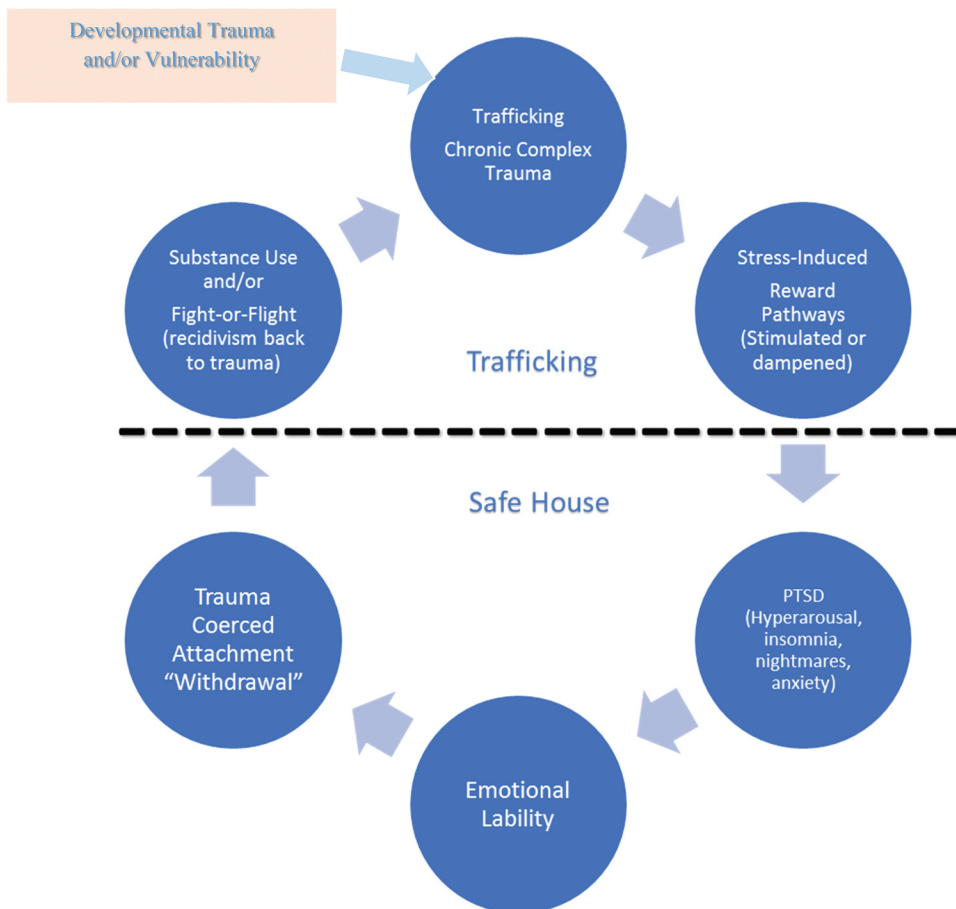 Developmental Trauma
and/or Vulnerability
Trafficking
Chronic Complex
Trauma
Substance Use
and/or
Fight-or-Flight
(recidivism back
to trauma)
Stress-Induced
Reward
Pathways
(Stimulated or
dampened)
Trafficking
Safe House
Trauma
Coerced
Attachment
“Withdrawal”
PTSD
(Hyperarousal,
insomnia,
nightmares,
anxiety)
Emotional
Lability